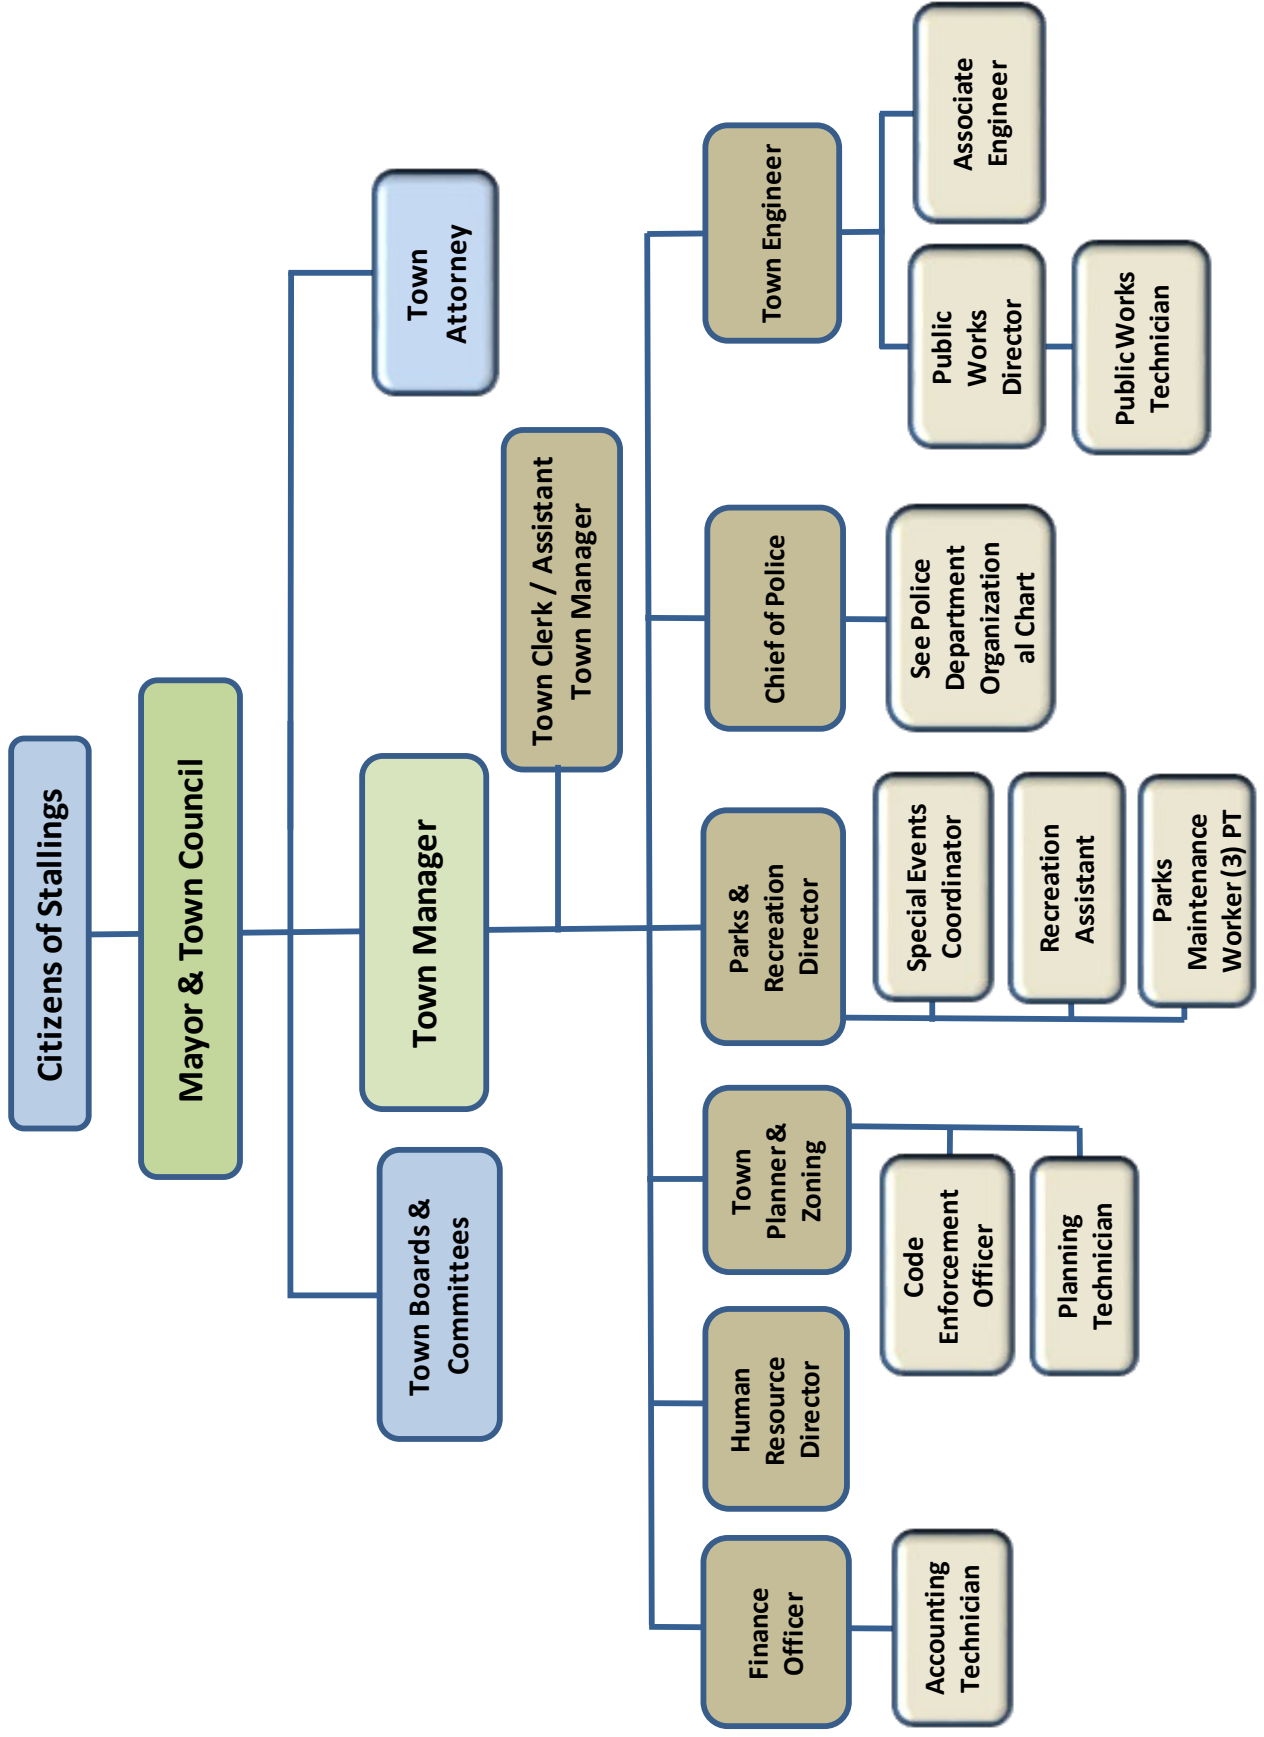 Citizens of Stallings
Mayor & Town Council
Town Boards &
Committees
Town Manager
Town
Attorney
Town Clerk / Assistant
Town Manager
Finance
Officer
Human
Resource
Director
Town
Planner &
Zoning
Parks &
Recreation
Director
Chief of Police
Town Engineer
Accounting
Technician
Code
Enforcement
Officer
Planning
Technician
Special Events
Coordinator
Recreation
Assistant
Parks
Maintenance
Worker (3) PT
See Police
Department
Organization
al Chart
Public
Works
Director
Associate
Engineer
Public Works
Technician